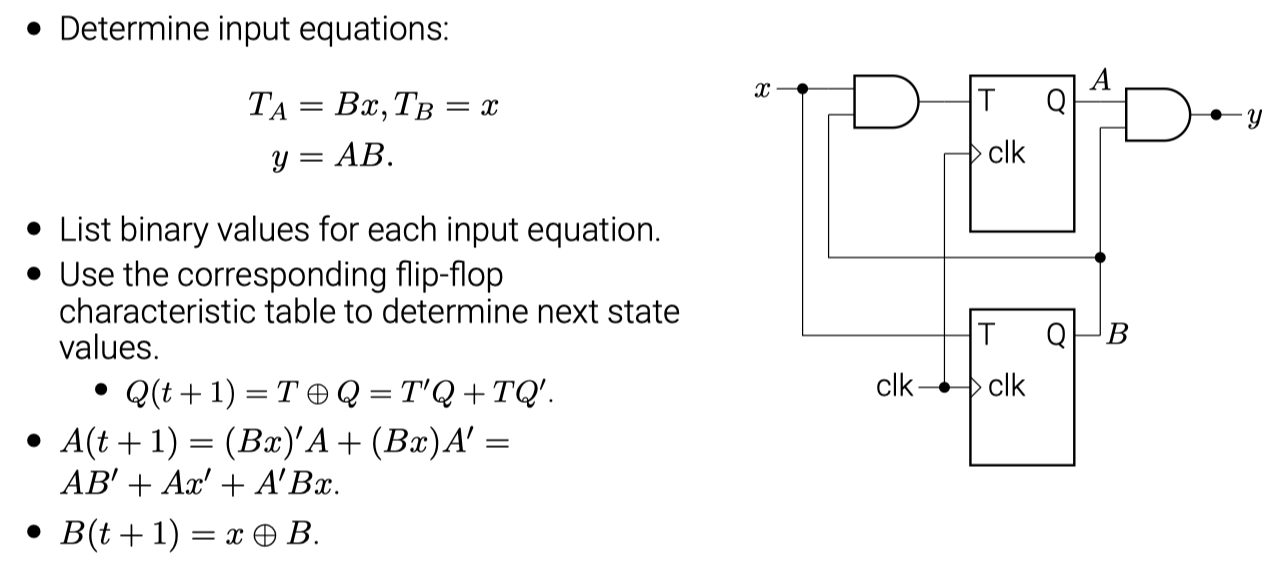 • Determine input equations:
T_A = Bx, T_B = x
y = AB.
• List binary values for each input equation.
• Use the corresponding flip-flop
characteristic table to determine next state
values.
• Q(t + 1) = T ⊕ Q = T′Q + TQ′.
• A(t + 1) = (Bx)′A + (Bx)A′ =
AB′ + Ax′ + A′Bx.
• B(t + 1) = x ⊕ B.
x
T Q
clk
A
y
T Q
clk
B
clk